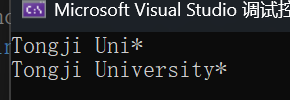 Microsoft Visual Studio 调试
Tongji Uni*
Tongji University*